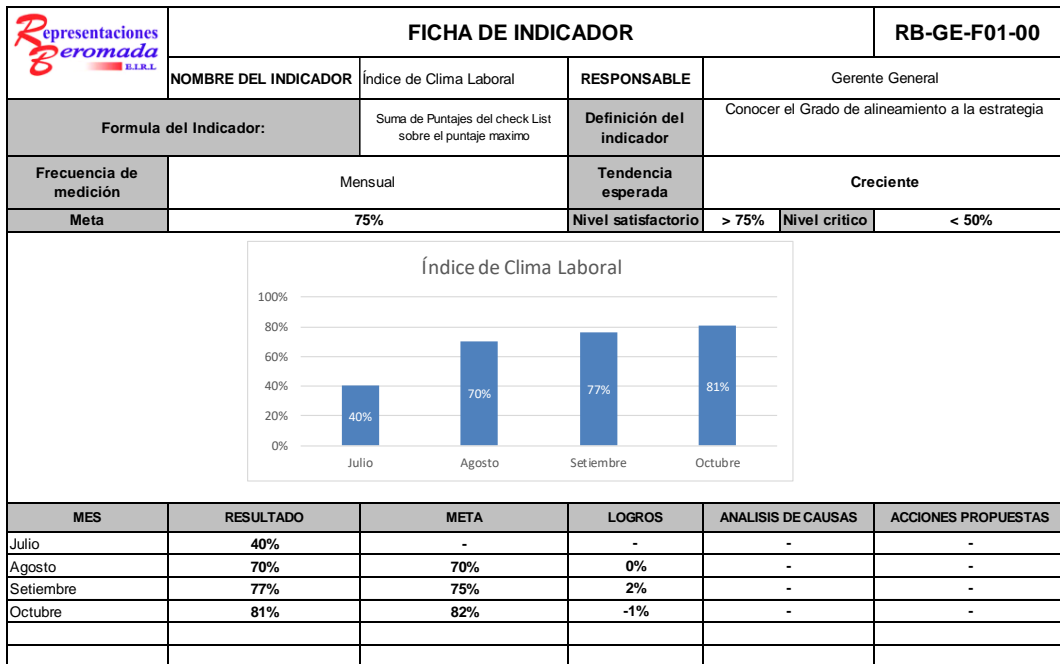 Representaciones
Beromada
E.I.R.L
FICHA DE INDICADOR
RB-GE-F01-00
NOMBRE DEL INDICADOR
Índice de Clima Laboral
RESPONSABLE
Gerente General
Formula del Indicador:
Suma de Puntajes del check List
sobre el puntaje maximo
Definición del
indicador
Conocer el Grado de alineamiento a la estrategia
Frecuencia de
medición
Mensual
Tendencia
esperada
Creciente
Meta
75%
Nivel satisfactorio
> 75%
Nivel critico
< 50%
Índice de Clima Laboral
100%
80%
60%
40%
20%
0%
40%
70%
77%
81%
Julio
Agosto
Setiembre
Octubre
MES RESULTADO META LOGROS ANALISIS DE CAUSAS ACCIONES PROPUESTAS
Julio 40% - - - -
Agosto 70% 70% 0% - -
Setiembre 77% 75% 2% - -
Octubre 81% 82% -1% - -